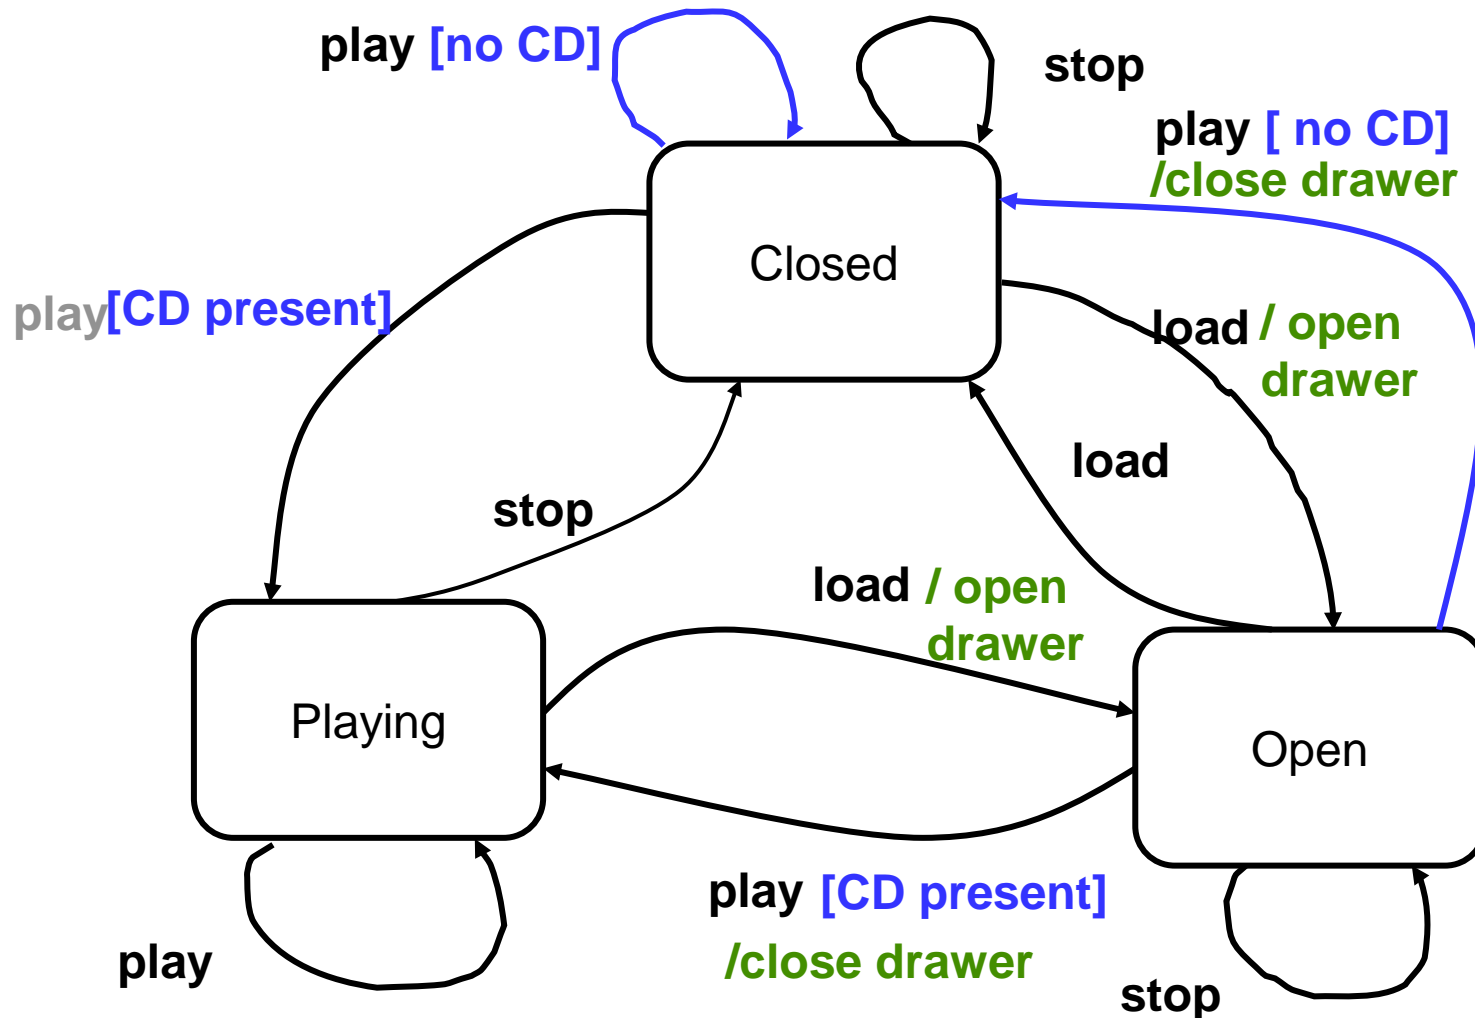 play [no CD]
stop
play [ no CD]
/close drawer
Closed
play[CD present]
load / open
drawer
load
stop
load / open
drawer
Playing
Open
play [CD present]
/close drawer
play
stop